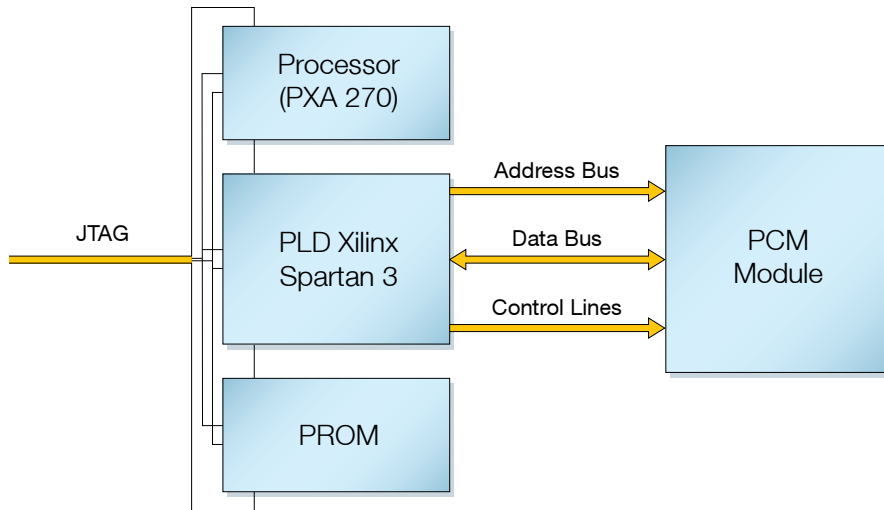 Processor
(PXA 270)
Address Bus
JTAG
PLD Xilinx
Spartan 3
Data Bus
PCM
Module
Control Lines
PROM